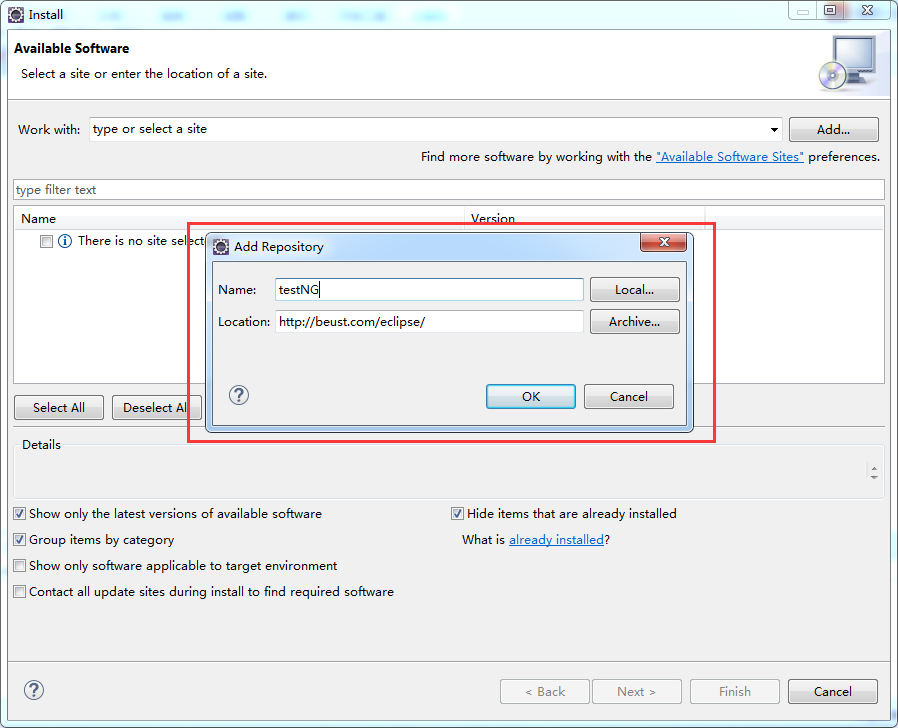 Install
Available Software
Select a site or enter the location of a site.
Work with: type or select a site Add...
Find more software by working with the "Available Software Sites" preferences.
type filter text
Name Version
There is no site select
Add Repository
Name: testNG Local...
Location: http://beust.com/eclipse/ Archive...
OK Cancel
Select All Deselect Al
Details
Show only the latest versions of available software Hide items that are already installed
Group items by category What is already installed?
Show only software applicable to target environment
Contact all update sites during install to find required software
< Back Next > Finish Cancel